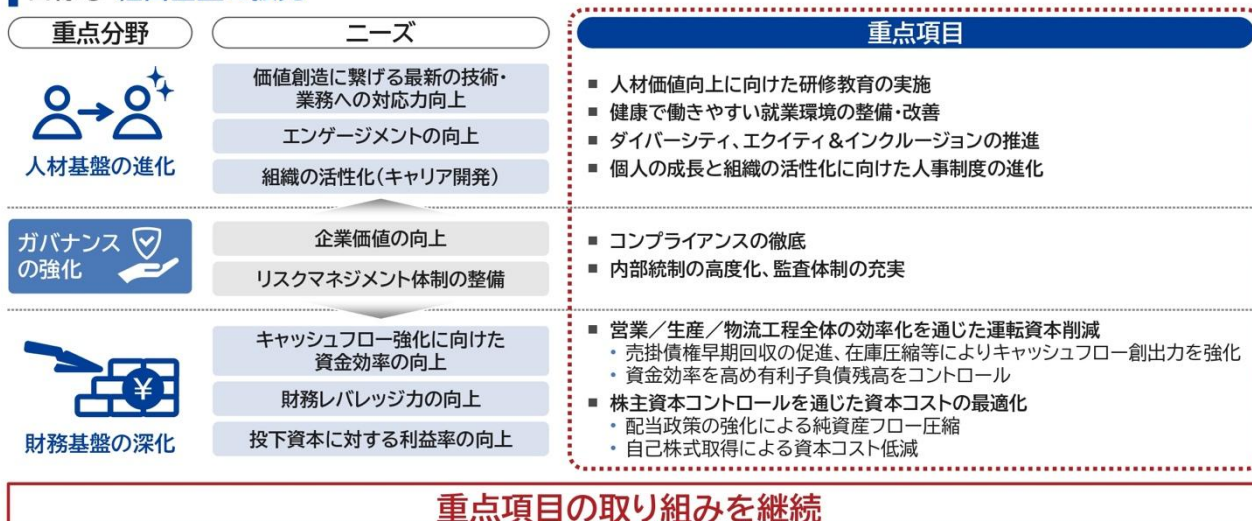 重点分野
ニーズ
重点項目
人材基盤の進化
価値創造に繋げる最新の技術・
業務への対応力向上
エンゲージメントの向上
組織の活性化（キャリア開発）
■ 人材価値向上に向けた研修教育の実施
■ 健康で働きやすい就業環境の整備・改善
■ ダイバーシティ、エクイティ＆インクルージョンの推進
■ 個人の成長と組織の活性化に向けた人事制度の進化
ガバナンス
の強化
企業価値の向上
リスクマネジメント体制の整備
■ コンプライアンスの徹底
■ 内部統制の高度化、監査体制の充実
¥
財務基盤の深化
キャッシュフロー強化に向けた
資金効率の向上
財務レバレッジ力の向上
投下資本に対する利益率の向上
■ 営業／生産／物流工程全体の効率化を通じた運転資本削減
• 売掛債権早期回収の促進、在庫圧縮等によりキャッシュフロー創出力を強化
• 資金効率を高め有利子負債残高をコントロール
■ 株主資本コントロールを通じた資本コストの最適化
• 配当政策の強化による純資産フロー圧縮
• 自己株式取得による資本コスト低減
重点項目の取り組みを継続